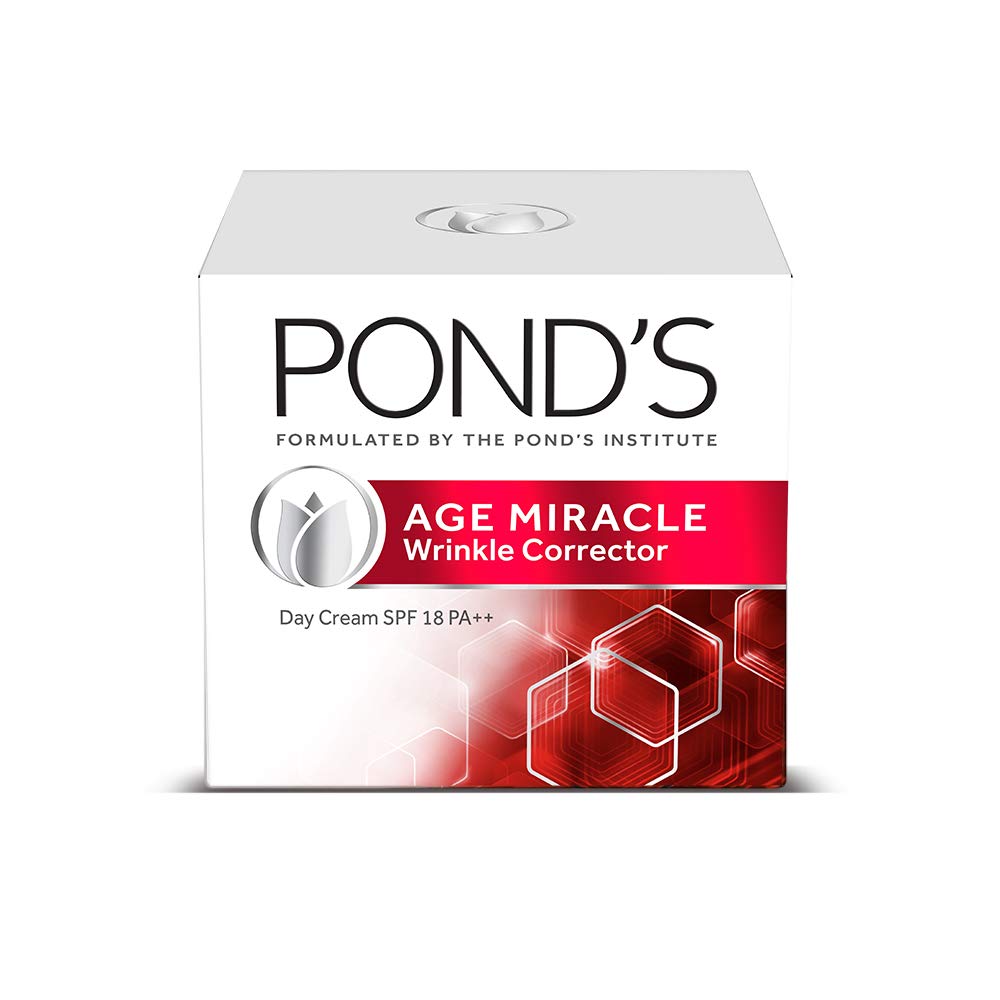 POND'S
FORMULATED BY THE POND'S INSTITUTE
AGE MIRACLE
Wrinkle Corrector
Day Cream SPF 18 PA++